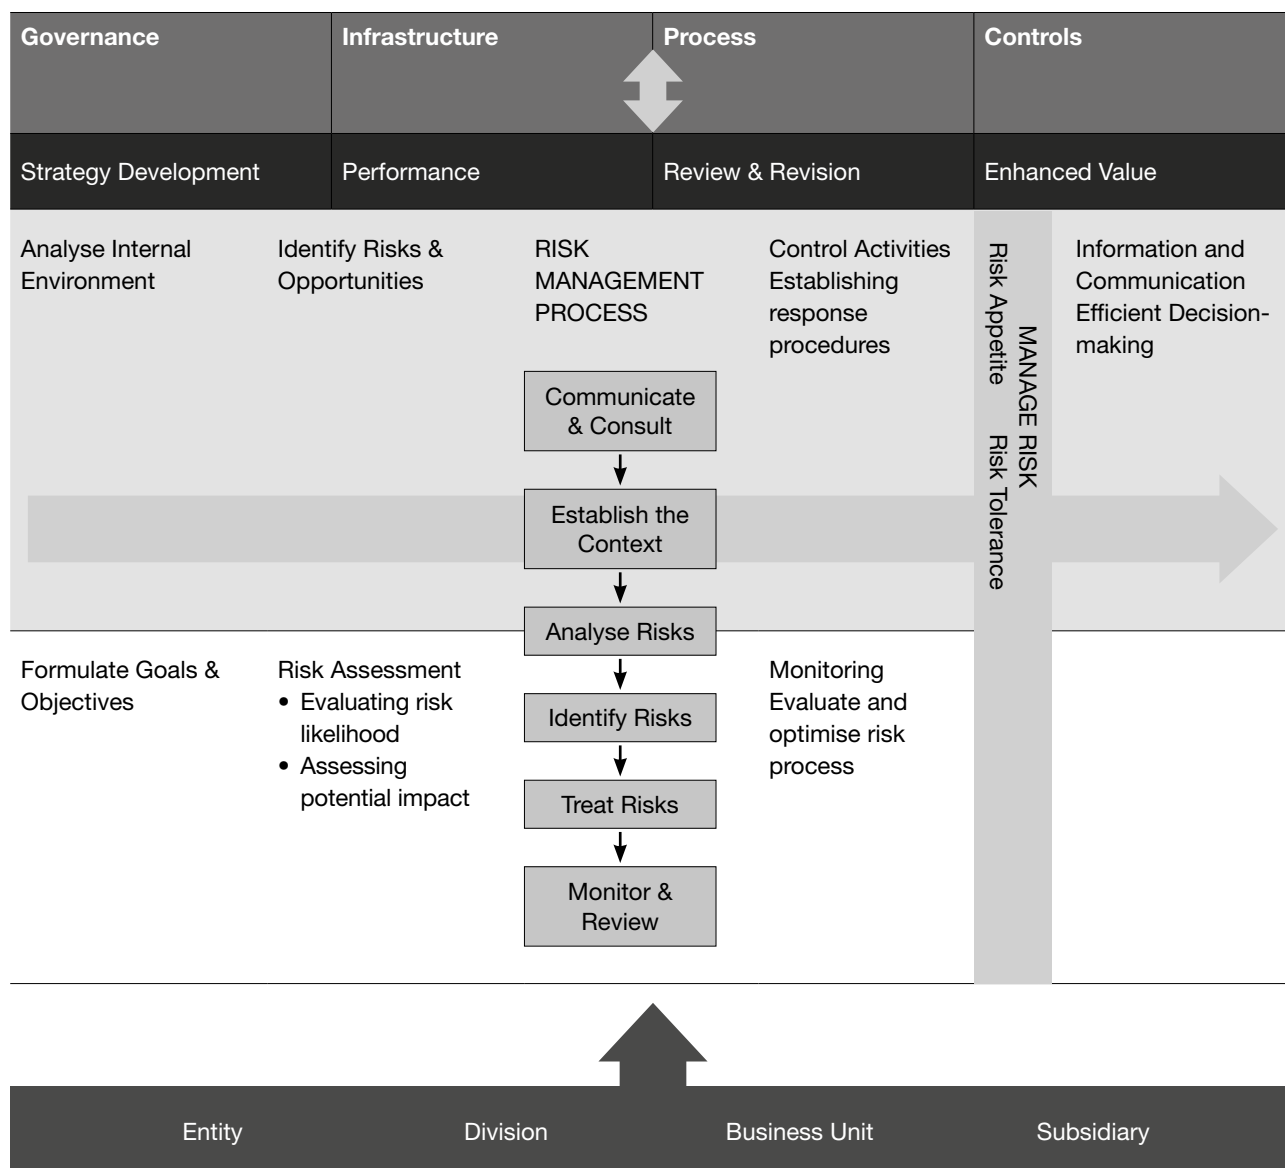 Governance
Infrastructure
Process
Controls
Strategy Development
Performance
Review & Revision
Enhanced Value
Analyse Internal
Environment
Identify Risks &
Opportunities
RISK
MANAGEMENT
PROCESS
Control Activities
Establishing
response
procedures
MANAGE RISK
Risk Appetite
Risk Tolerance
Information and
Communication
Efficient Decision-
making
Communicate
& Consult
Establish the
Context
Analyse Risks
Identify Risks
Treat Risks
Monitor &
Review
Formulate Goals &
Objectives
Risk Assessment
• Evaluating risk
likelihood
• Assessing
potential impact
Monitoring
Evaluate and
optimise risk
process
Entity
Division
Business Unit
Subsidiary